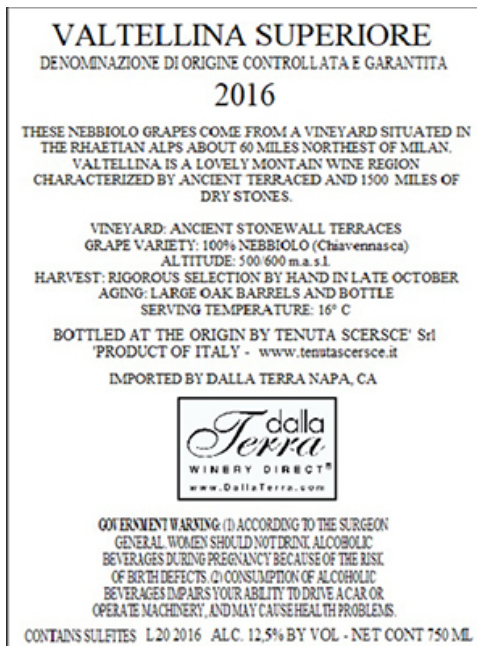 VALTELLINA SUPERIORE
DENOMINAZIONE DI ORIGINE CONTROLLATA E GARANTITA
2016
THESE NEBBIOLO GRAPES COME FROM A VINEYARD SITUATED IN
THE RHAETIAN ALPS ABOUT 60 MILES NORTHEST OF MILAN.
VALTELLINA IS A LOVELY MONTAIN WINE REGION
CHARACTERIZED BY ANCIENT TERRACED AND 1500 MILES OF
DRY STONES.
VINEYARD: ANCIENT STONEWALL TERRACES
GRAPE VARIETY: 100% NEBBIOLO (Chiavennasca)
ALTITUDE: 500/600 m.a.s.l.
HARVEST: RIGOROUS SELECTION BY HAND IN LATE OCTOBER
AGING: LARGE OAK BARRELS AND BOTTLE
SERVING TEMPERATURE: 16° C
BOTTLED AT THE ORIGIN BY TENUTA SCERSCE' Srl
'PRODUCT OF ITALY - www.tenutascersce.it
IMPORTED BY DALLA TERRA NAPA, CA
dalla
Terra
WINERY DIRECT®
www.DallaTerra.com
GOVERNMENT WARNING: (1) ACCORDING TO THE SURGEON
GENERAL, WOMEN SHOULD NOT DRINK ALCOHOLIC
BEVERAGES DURING PREGNANCY BECAUSE OF THE RISK
OF BIRTH DEFECTS. (2) CONSUMPTION OF ALCOHOLIC
BEVERAGES IMPAIRS YOUR ABILITY TO DRIVE A CAR OR
OPERATE MACHINERY, AND MAY CAUSE HEALTH PROBLEMS.
CONTAINS SULFITES L20 2016 ALC. 12,5% BY VOL - NET CONT 750 ML